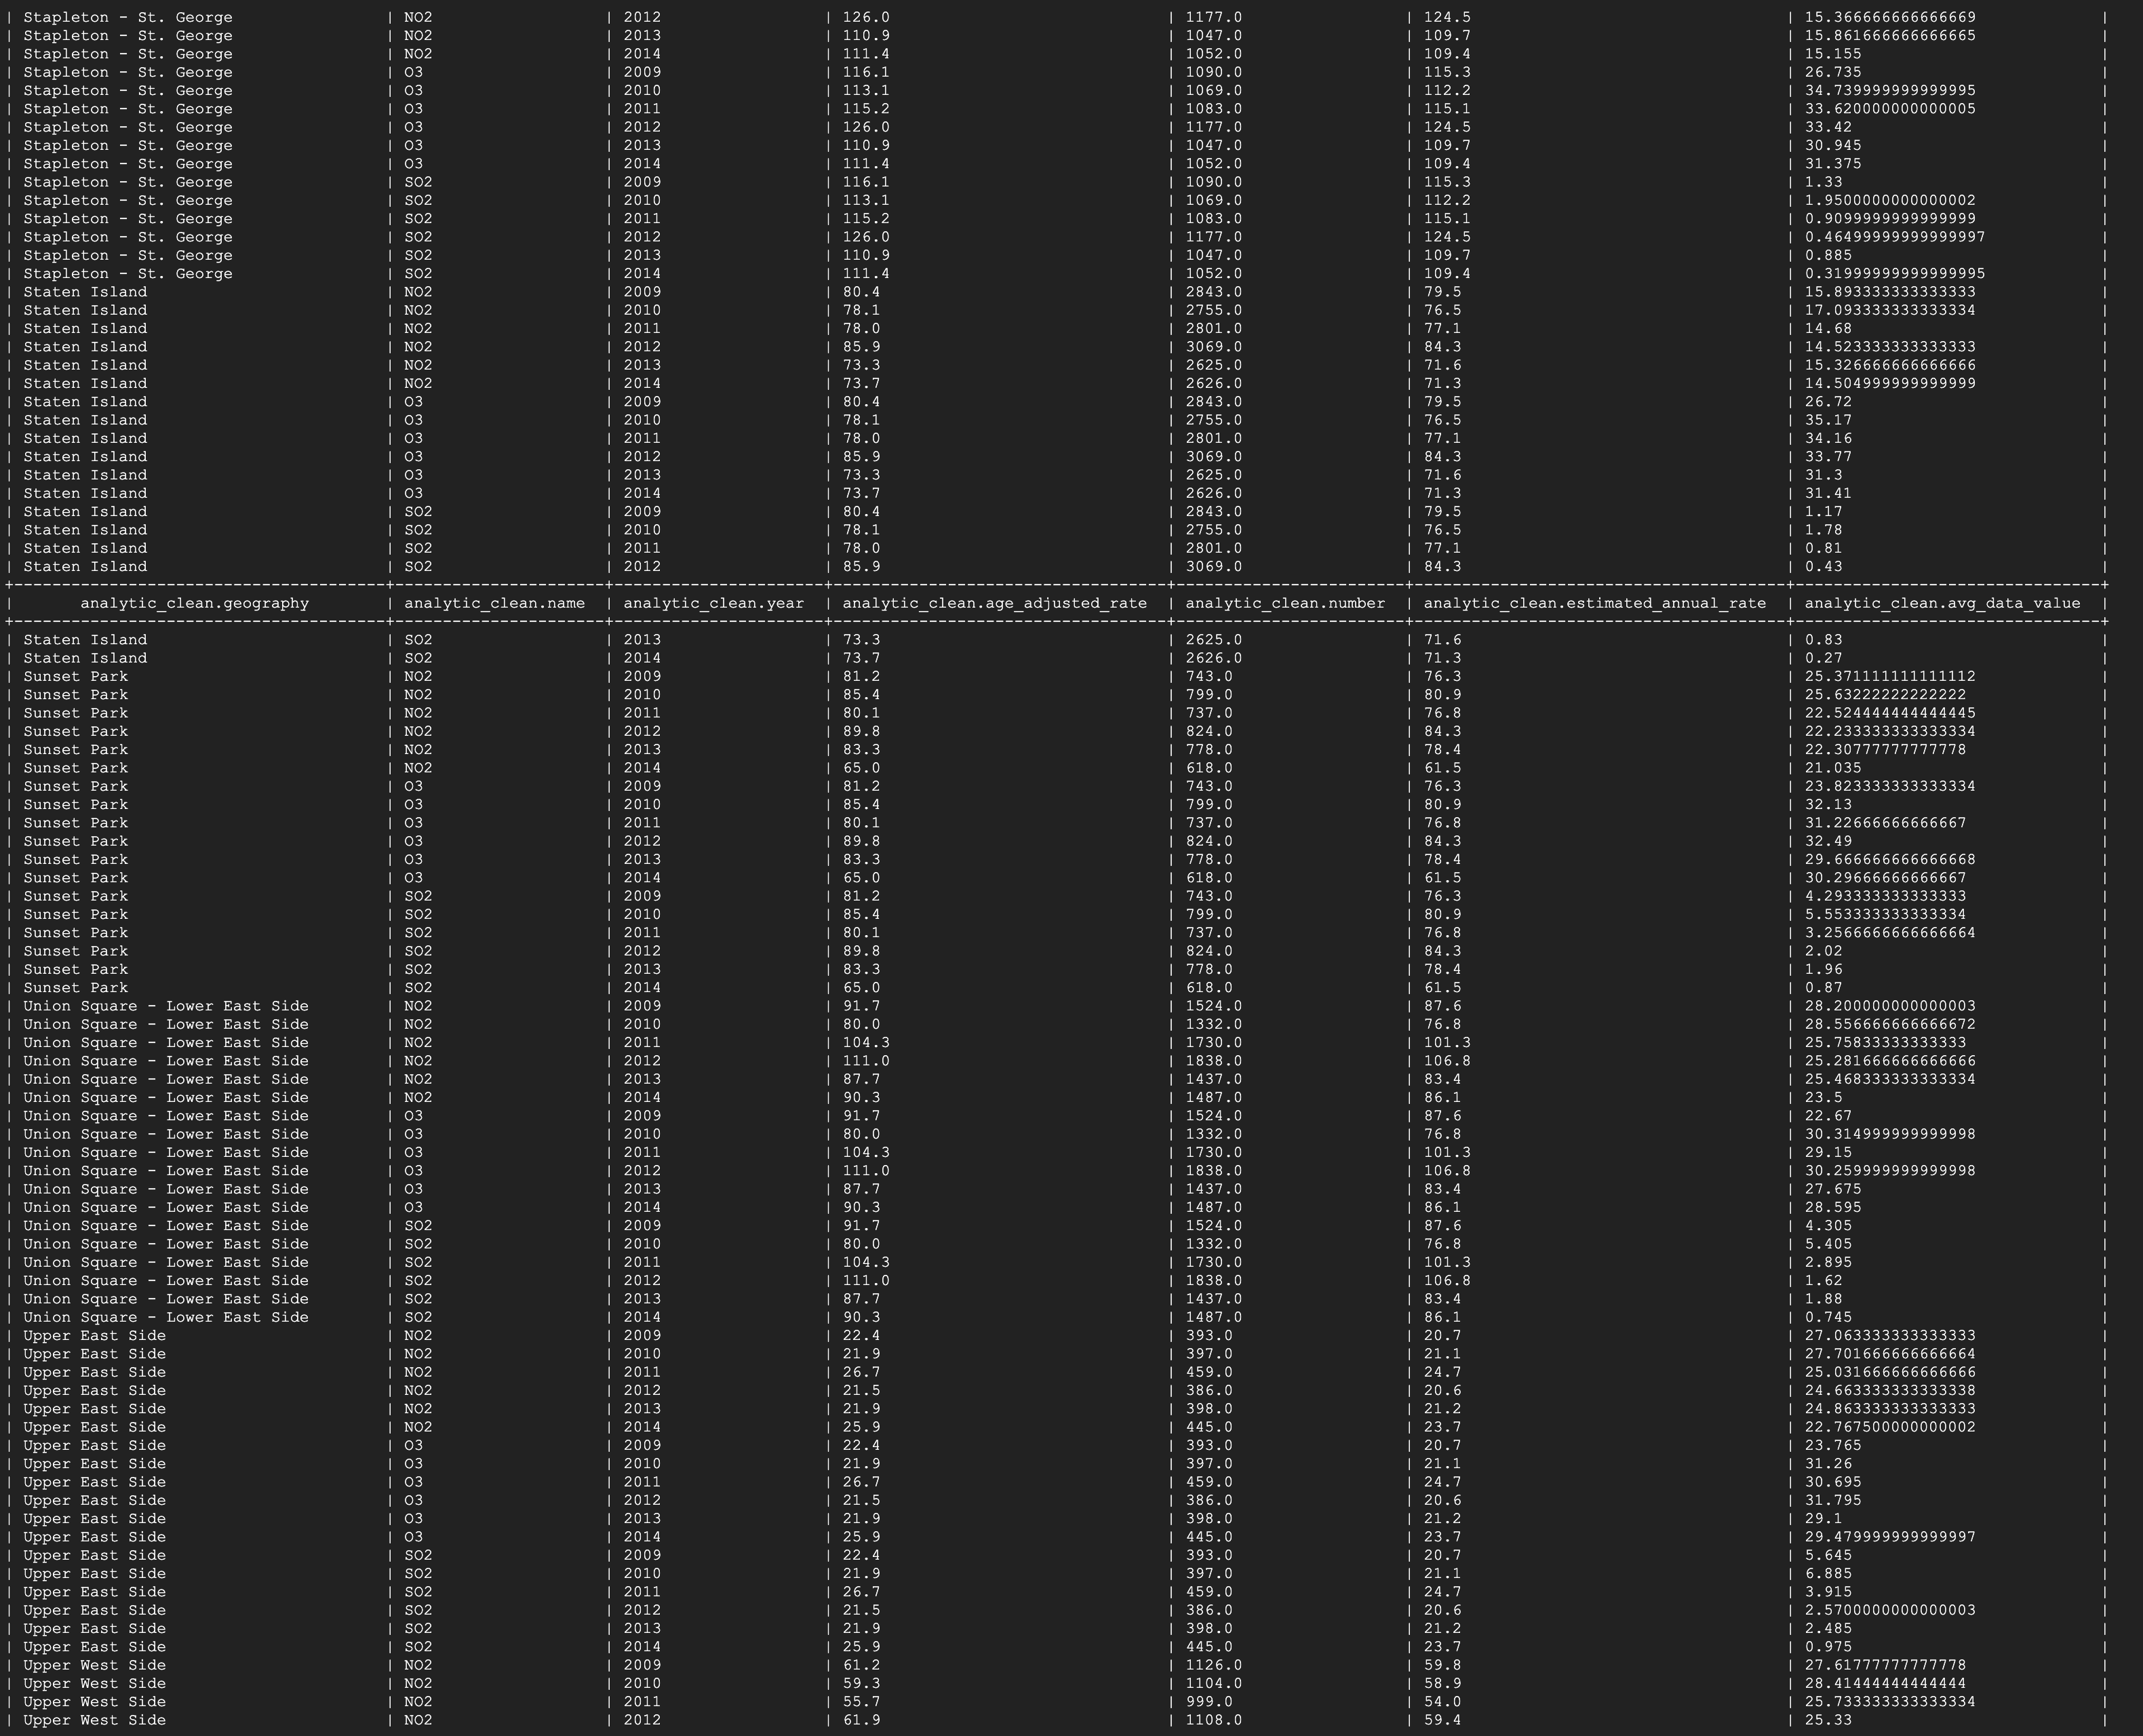 | Stapleton - St. George | NO2 | 2012 | 126.0 | 1177.0 | 124.5 | 15.366666666666669 |
| Stapleton - St. George | NO2 | 2013 | 110.9 | 1047.0 | 109.7 | 15.861666666666665 |
| Stapleton - St. George | NO2 | 2014 | 111.4 | 1052.0 | 109.4 | 15.155 |
| Stapleton - St. George | O3 | 2009 | 116.1 | 1090.0 | 115.3 | 26.735 |
| Stapleton - St. George | O3 | 2010 | 113.1 | 1069.0 | 112.2 | 34.739999999999995 |
| Stapleton - St. George | O3 | 2011 | 115.2 | 1083.0 | 115.1 | 33.620000000000005 |
| Stapleton - St. George | O3 | 2012 | 126.0 | 1177.0 | 124.5 | 33.42 |
| Stapleton - St. George | O3 | 2013 | 110.9 | 1047.0 | 109.7 | 30.945 |
| Stapleton - St. George | O3 | 2014 | 111.4 | 1052.0 | 109.4 | 31.375 |
| Stapleton - St. George | SO2 | 2009 | 116.1 | 1090.0 | 115.3 | 1.33 |
| Stapleton - St. George | SO2 | 2010 | 113.1 | 1069.0 | 112.2 | 1.9500000000000002 |
| Stapleton - St. George | SO2 | 2011 | 115.2 | 1083.0 | 115.1 | 0.9099999999999999 |
| Stapleton - St. George | SO2 | 2012 | 126.0 | 1177.0 | 124.5 | 0.46499999999999997 |
| Stapleton - St. George | SO2 | 2013 | 110.9 | 1047.0 | 109.7 | 0.885 |
| Stapleton - St. George | SO2 | 2014 | 111.4 | 1052.0 | 109.4 | 0.31999999999999995 |
| Staten Island | NO2 | 2009 | 80.4 | 2843.0 | 79.5 | 15.893333333333333 |
| Staten Island | NO2 | 2010 | 78.1 | 2755.0 | 76.5 | 17.093333333333334 |
| Staten Island | NO2 | 2011 | 78.0 | 2801.0 | 77.1 | 14.68 |
| Staten Island | NO2 | 2012 | 85.9 | 3069.0 | 84.3 | 14.523333333333333 |
| Staten Island | NO2 | 2013 | 73.3 | 2625.0 | 71.6 | 15.326666666666666 |
| Staten Island | NO2 | 2014 | 73.7 | 2626.0 | 71.3 | 14.504999999999999 |
| Staten Island | O3 | 2009 | 80.4 | 2843.0 | 79.5 | 26.72 |
| Staten Island | O3 | 2010 | 78.1 | 2755.0 | 76.5 | 35.17 |
| Staten Island | O3 | 2011 | 78.0 | 2801.0 | 77.1 | 34.16 |
| Staten Island | O3 | 2012 | 85.9 | 3069.0 | 84.3 | 33.77 |
| Staten Island | O3 | 2013 | 73.3 | 2625.0 | 71.6 | 31.3 |
| Staten Island | O3 | 2014 | 73.7 | 2626.0 | 71.3 | 31.41 |
| Staten Island | SO2 | 2009 | 80.4 | 2843.0 | 79.5 | 1.17 |
| Staten Island | SO2 | 2010 | 78.1 | 2755.0 | 76.5 | 1.78 |
| Staten Island | SO2 | 2011 | 78.0 | 2801.0 | 77.1 | 0.81 |
| Staten Island | SO2 | 2012 | 85.9 | 3069.0 | 84.3 | 0.43 |
| analytic_clean.geography | analytic_clean.name | analytic_clean.year | analytic_clean.age_adjusted_rate | analytic_clean.number | analytic_clean.estimated_annual_rate | analytic_clean.avg_data_value |
| Staten Island | SO2 | 2013 | 73.3 | 2625.0 | 71.6 | 0.83 |
| Staten Island | SO2 | 2014 | 73.7 | 2626.0 | 71.3 | 0.27 |
| Sunset Park | NO2 | 2009 | 81.2 | 743.0 | 76.3 | 25.371111111111112 |
| Sunset Park | NO2 | 2010 | 85.4 | 799.0 | 80.9 | 25.63222222222222 |
| Sunset Park | NO2 | 2011 | 80.1 | 737.0 | 76.8 | 22.524444444444445 |
| Sunset Park | NO2 | 2012 | 89.8 | 824.0 | 84.3 | 22.233333333333334 |
| Sunset Park | NO2 | 2013 | 83.3 | 778.0 | 78.4 | 22.30777777777778 |
| Sunset Park | NO2 | 2014 | 65.0 | 618.0 | 61.5 | 21.035 |
| Sunset Park | O3 | 2009 | 81.2 | 743.0 | 76.3 | 23.823333333333334 |
| Sunset Park | O3 | 2010 | 85.4 | 799.0 | 80.9 | 32.13 |
| Sunset Park | O3 | 2011 | 80.1 | 737.0 | 76.8 | 31.22666666666667 |
| Sunset Park | O3 | 2012 | 89.8 | 824.0 | 84.3 | 32.49 |
| Sunset Park | O3 | 2013 | 83.3 | 778.0 | 78.4 | 29.666666666666668 |
| Sunset Park | O3 | 2014 | 65.0 | 618.0 | 61.5 | 30.29666666666667 |
| Sunset Park | SO2 | 2009 | 81.2 | 743.0 | 76.3 | 4.293333333333333 |
| Sunset Park | SO2 | 2010 | 85.4 | 799.0 | 80.9 | 5.553333333333334 |
| Sunset Park | SO2 | 2011 | 80.1 | 737.0 | 76.8 | 3.2566666666666664 |
| Sunset Park | SO2 | 2012 | 89.8 | 824.0 | 84.3 | 2.02 |
| Sunset Park | SO2 | 2013 | 83.3 | 778.0 | 78.4 | 1.96 |
| Sunset Park | SO2 | 2014 | 65.0 | 618.0 | 61.5 | 0.87 |
| Union Square - Lower East Side | NO2 | 2009 | 91.7 | 1524.0 | 87.6 | 28.200000000000003 |
| Union Square - Lower East Side | NO2 | 2010 | 80.0 | 1332.0 | 76.8 | 28.556666666666672 |
| Union Square - Lower East Side | NO2 | 2011 | 104.3 | 1730.0 | 101.3 | 25.75833333333333 |
| Union Square - Lower East Side | NO2 | 2012 | 111.0 | 1838.0 | 106.8 | 25.281666666666666 |
| Union Square - Lower East Side | NO2 | 2013 | 87.7 | 1437.0 | 83.4 | 25.468333333333334 |
| Union Square - Lower East Side | NO2 | 2014 | 90.3 | 1487.0 | 86.1 | 23.5 |
| Union Square - Lower East Side | O3 | 2009 | 91.7 | 1524.0 | 87.6 | 22.67 |
| Union Square - Lower East Side | O3 | 2010 | 80.0 | 1332.0 | 76.8 | 30.314999999999998 |
| Union Square - Lower East Side | O3 | 2011 | 104.3 | 1730.0 | 101.3 | 29.15 |
| Union Square - Lower East Side | O3 | 2012 | 111.0 | 1838.0 | 106.8 | 30.259999999999998 |
| Union Square - Lower East Side | O3 | 2013 | 87.7 | 1437.0 | 83.4 | 27.675 |
| Union Square - Lower East Side | O3 | 2014 | 90.3 | 1487.0 | 86.1 | 28.595 |
| Union Square - Lower East Side | SO2 | 2009 | 91.7 | 1524.0 | 87.6 | 4.305 |
| Union Square - Lower East Side | SO2 | 2010 | 80.0 | 1332.0 | 76.8 | 5.405 |
| Union Square - Lower East Side | SO2 | 2011 | 104.3 | 1730.0 | 101.3 | 2.895 |
| Union Square - Lower East Side | SO2 | 2012 | 111.0 | 1838.0 | 106.8 | 1.62 |
| Union Square - Lower East Side | SO2 | 2013 | 87.7 | 1437.0 | 83.4 | 1.88 |
| Union Square - Lower East Side | SO2 | 2014 | 90.3 | 1487.0 | 86.1 | 0.745 |
| Upper East Side | NO2 | 2009 | 22.4 | 393.0 | 20.7 | 27.063333333333333 |
| Upper East Side | NO2 | 2010 | 21.9 | 397.0 | 21.1 | 27.701666666666664 |
| Upper East Side | NO2 | 2011 | 26.7 | 459.0 | 24.7 | 25.031666666666666 |
| Upper East Side | NO2 | 2012 | 21.5 | 386.0 | 20.6 | 24.663333333333338 |
| Upper East Side | NO2 | 2013 | 21.9 | 398.0 | 21.2 | 24.863333333333333 |
| Upper East Side | NO2 | 2014 | 25.9 | 445.0 | 23.7 | 22.767500000000002 |
| Upper East Side | O3 | 2009 | 22.4 | 393.0 | 20.7 | 23.765 |
| Upper East Side | O3 | 2010 | 21.9 | 397.0 | 21.1 | 31.26 |
| Upper East Side | O3 | 2011 | 26.7 | 459.0 | 24.7 | 30.695 |
| Upper East Side | O3 | 2012 | 21.5 | 386.0 | 20.6 | 31.795 |
| Upper East Side | O3 | 2013 | 21.9 | 398.0 | 21.2 | 29.1 |
| Upper East Side | O3 | 2014 | 25.9 | 445.0 | 23.7 | 29.479999999999997 |
| Upper East Side | SO2 | 2009 | 22.4 | 393.0 | 20.7 | 5.645 |
| Upper East Side | SO2 | 2010 | 21.9 | 397.0 | 21.1 | 6.885 |
| Upper East Side | SO2 | 2011 | 26.7 | 459.0 | 24.7 | 3.915 |
| Upper East Side | SO2 | 2012 | 21.5 | 386.0 | 20.6 | 2.5700000000000003 |
| Upper East Side | SO2 | 2013 | 21.9 | 398.0 | 21.2 | 2.485 |
| Upper East Side | SO2 | 2014 | 25.9 | 445.0 | 23.7 | 0.975 |
| Upper West Side | NO2 | 2009 | 61.2 | 1126.0 | 59.8 | 27.61777777777778 |
| Upper West Side | NO2 | 2010 | 59.3 | 1104.0 | 58.9 | 28.41444444444444 |
| Upper West Side | NO2 | 2011 | 55.7 | 999.0 | 54.0 | 25.733333333333334 |
| Upper West Side | NO2 | 2012 | 61.9 | 1108.0 | 59.4 | 25.33 |